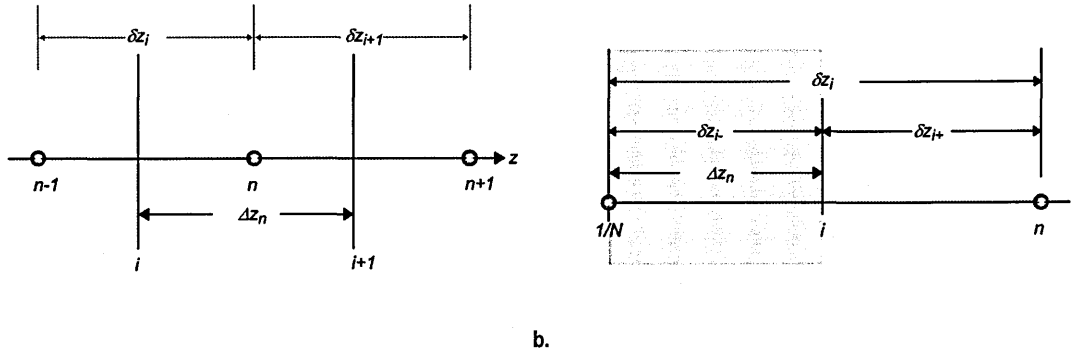 δz_i δz_{i+1}
z
n-1 n n+1
Δz_n
i i+1
δz_i
δz_{i-} δz_{i+}
Δz_n
1/N i n
b.